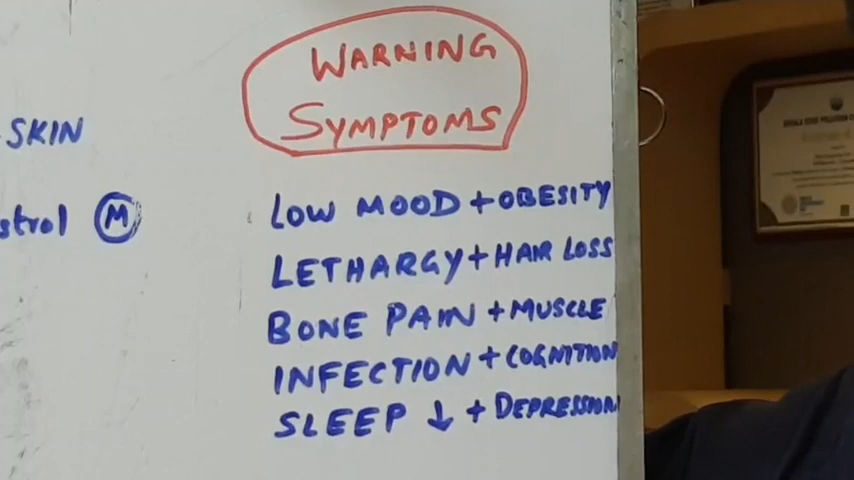 WARNING
SYMPTOMS
SKIN
strol M
LOW MOOD + OBESITY
LETHARGY + HAIR LOSS
BONE PAIN + MUSCLE
INFECTION + COGNITION
SLEEP ↓ + DEPRESSION